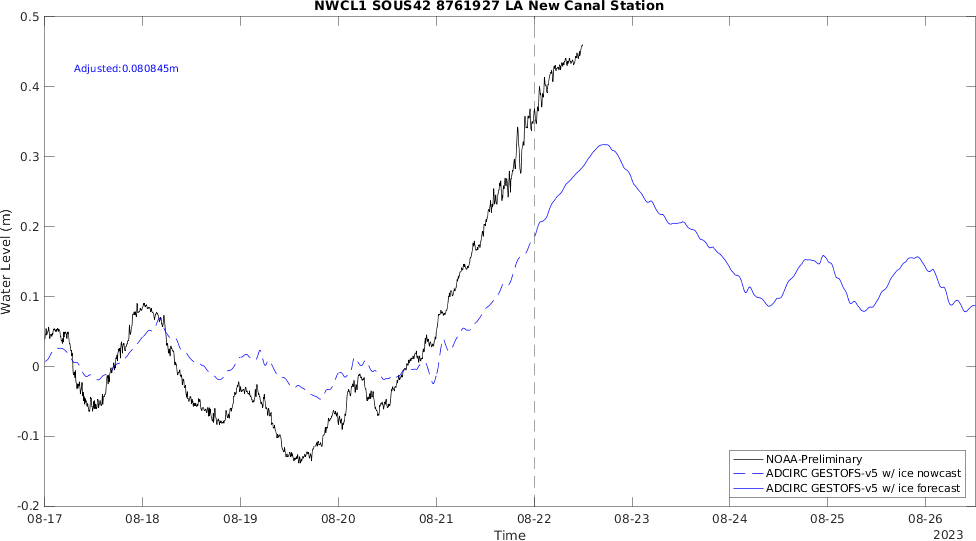 NWCL1 SOUS42 8761927 LA New Canal Station
0.5
Adjusted:0.080845m
0.4
0.3
0.2
0.1
0
-0.1
-0.2
Water Level (m)
NOAA-Preliminary
ADCIRC GESTOFS-v5 w/ ice nowcast
ADCIRC GESTOFS-v5 w/ ice forecast
08-17 08-18 08-19 08-20 08-21 08-22 08-23 08-24 08-25 08-26
Time
2023